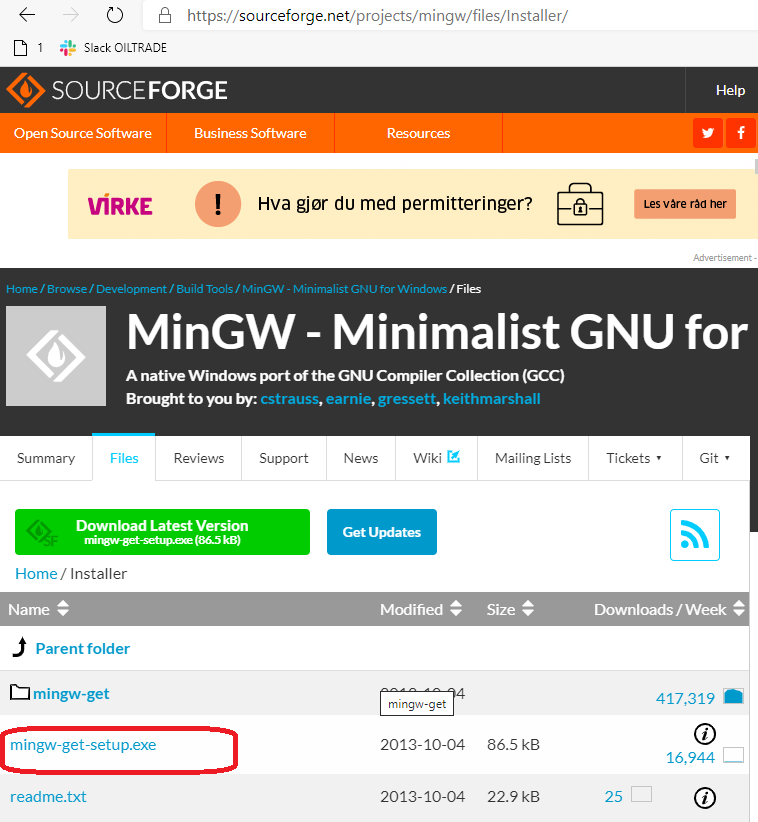 https://sourceforge.net/projects/mingw/files/Installer/
1 Slack OILTRADE
SOURCEFORGE Help
Open Source Software Business Software Resources
VIRKE ! Hva gjør du med permitteringer? Les våre råd her
Advertisement -
Home / Browse / Development / Build Tools / MinGW - Minimalist GNU for Windows / Files
MinGW - Minimalist GNU for
A native Windows port of the GNU Compiler Collection (GCC)
Brought to you by: cstrauss, earnie, gressett, keithmarshall
Summary Files Reviews Support News Wiki Mailing Lists Tickets Git
Download Latest Version
mingw-get-setup.exe (86.5 kB)
Get Updates
Home / Installer
Name Modified Size Downloads / Week
Parent folder
mingw-get 417,319
mingw-get
mingw-get-setup.exe 2013-10-04 86.5 kB 16,944
readme.txt 2013-10-04 22.9 kB 25